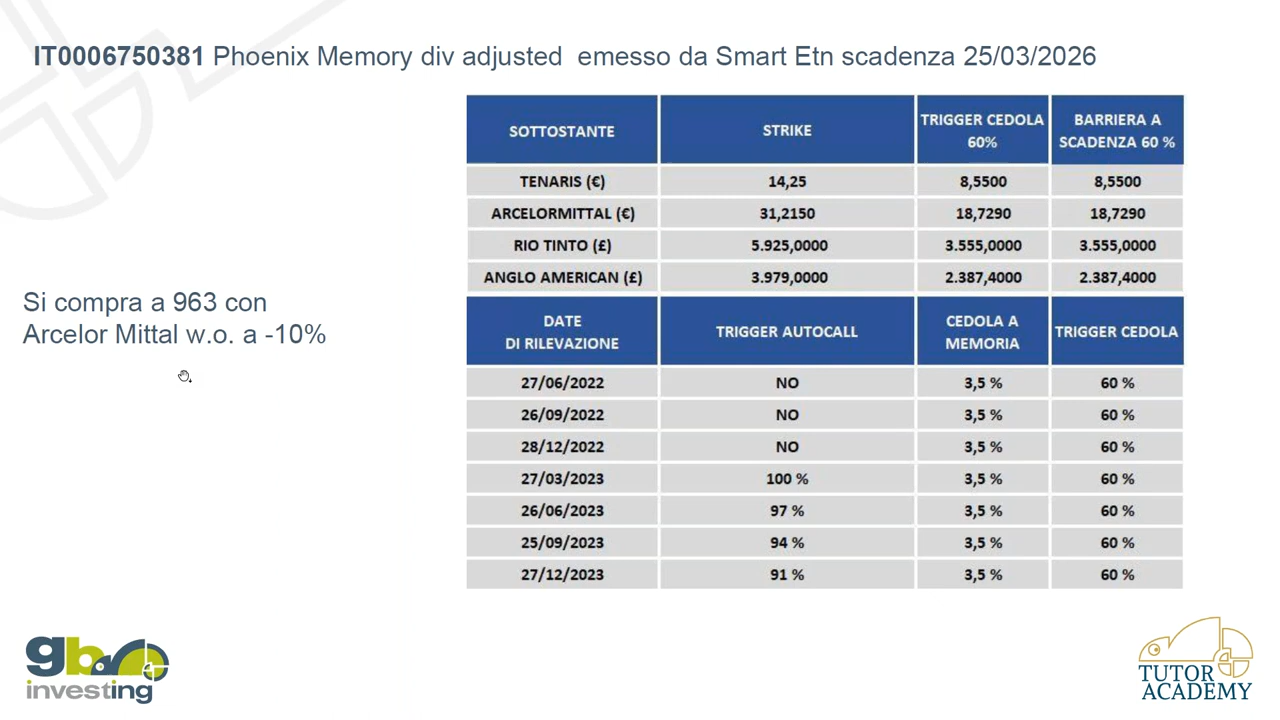 IT0006750381 Phoenix Memory div adjusted  emesso da Smart Etn scadenza 25/03/2026
SOTTOSTANTE STRIKE TRIGGER CEDOLA 60% BARRIERA A SCADENZA 60 %
TENARIS (€) 14,25 8,5500 8,5500
ARCELORMITTAL (€) 31,2150 18,7290 18,7290
RIO TINTO (£) 5.925,0000 3.555,0000 3.555,0000
ANGLO AMERICAN (£) 3.979,0000 2.387,4000 2.387,4000
DATE DI RILEVAZIONE TRIGGER AUTOCALL CEDOLA A MEMORIA TRIGGER CEDOLA
27/06/2022 NO 3,5 % 60 %
26/09/2022 NO 3,5 % 60 %
28/12/2022 NO 3,5 % 60 %
27/03/2023 100 % 3,5 % 60 %
26/06/2023 97 % 3,5 % 60 %
25/09/2023 94 % 3,5 % 60 %
27/12/2023 91 % 3,5 % 60 %
Si compra a 963 con
Arcelor Mittal w.o. a -10%
gb
investing
TUTOR
ACADEMY